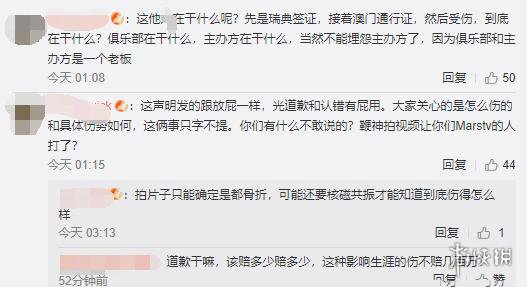 这他 在干什么呢？先是瑞典签证，接着澳门通行证，然后受伤，到底
在干什么？俱乐部在干什么，主办方在干什么，当然不能埋怨主办方了，因为俱乐部和主
办方是一个老板
今天 01:08 回复 50
这声明发的跟放屁一样，光道歉和认错有屁用。大家关心的是怎么伤的
和具体伤势如何，这俩事只字不提。你们有什么不敢说的？鞭神拍视频让你们Marstv的人
打了？
今天 01:15 回复 44
：拍片子只能确定是都骨折，可能还要核磁共振才能知道到底伤得怎么
样
今天 03:13 回复 1
道歉干嘛，该赔多少赔多少，这种影响生涯的伤不赔几百万
52分钟前 回复 赞